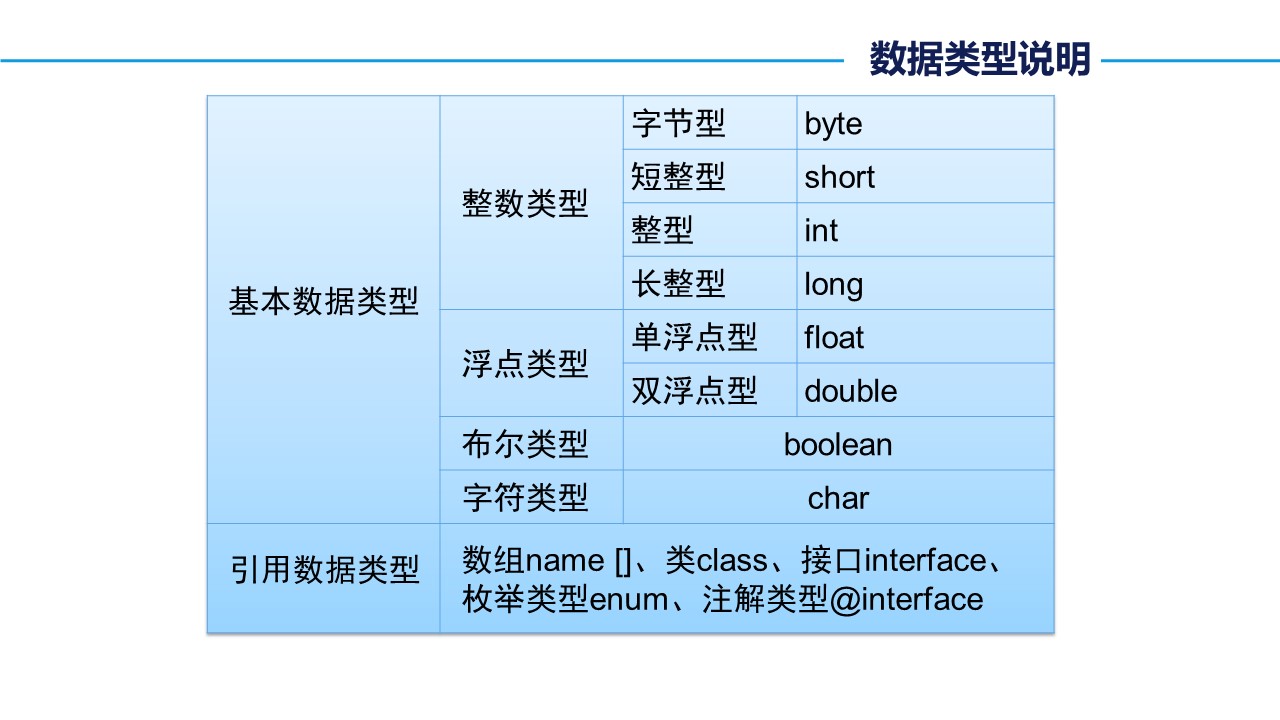 数据类型说明
基本数据类型
整数类型
字节型
byte
短整型
short
整型
int
长整型
long
浮点类型
单浮点型
float
双浮点型
double
布尔类型
boolean
字符类型
char
引用数据类型
数组name []、类class、接口interface、
枚举类型enum、注解类型@interface